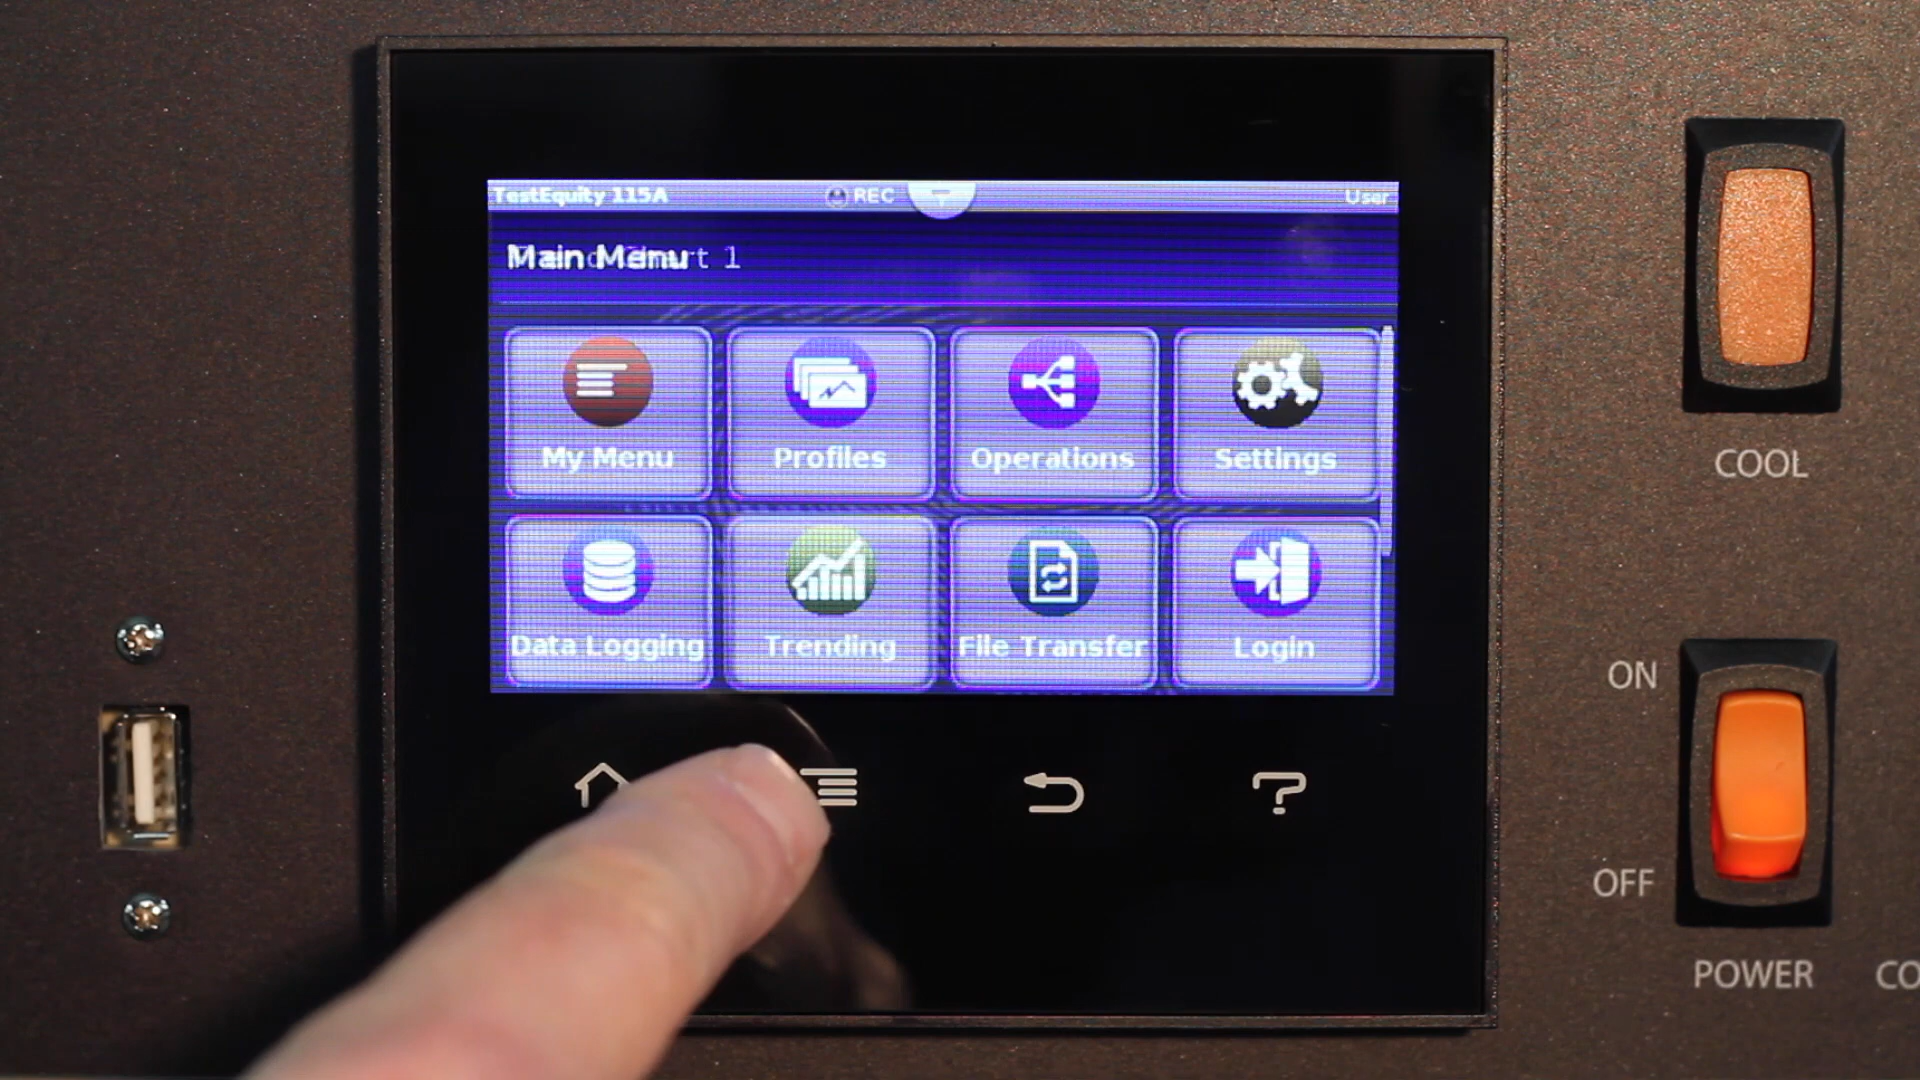 TestEquity 115A REC User
Main Menu
My Menu Profiles Operations Settings
Data Logging Trending File Transfer Login
COOL
ON
OFF
POWER CO